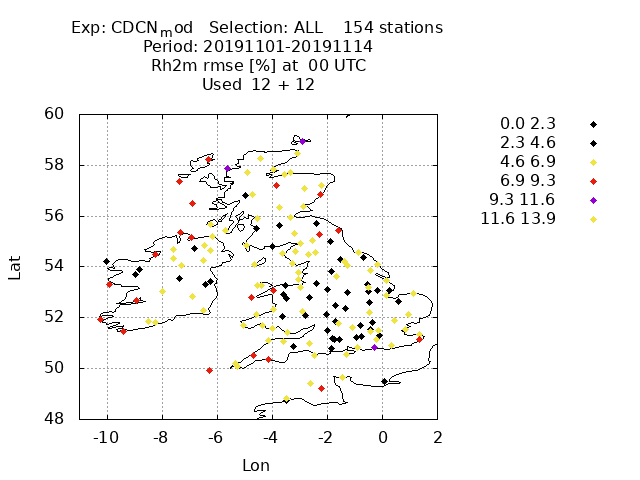 Exp: CDCNmod   Selection: ALL    154 stations
Period: 20191101-20191114
Rh2m rmse [%] at  00 UTC
Used  12 + 12
60
58
56
54
52
50
48
Lat
-10 -8 -6 -4 -2 0 2
Lon
0.0 2.3
2.3 4.6
4.6 6.9
6.9 9.3
9.3 11.6
11.6 13.9